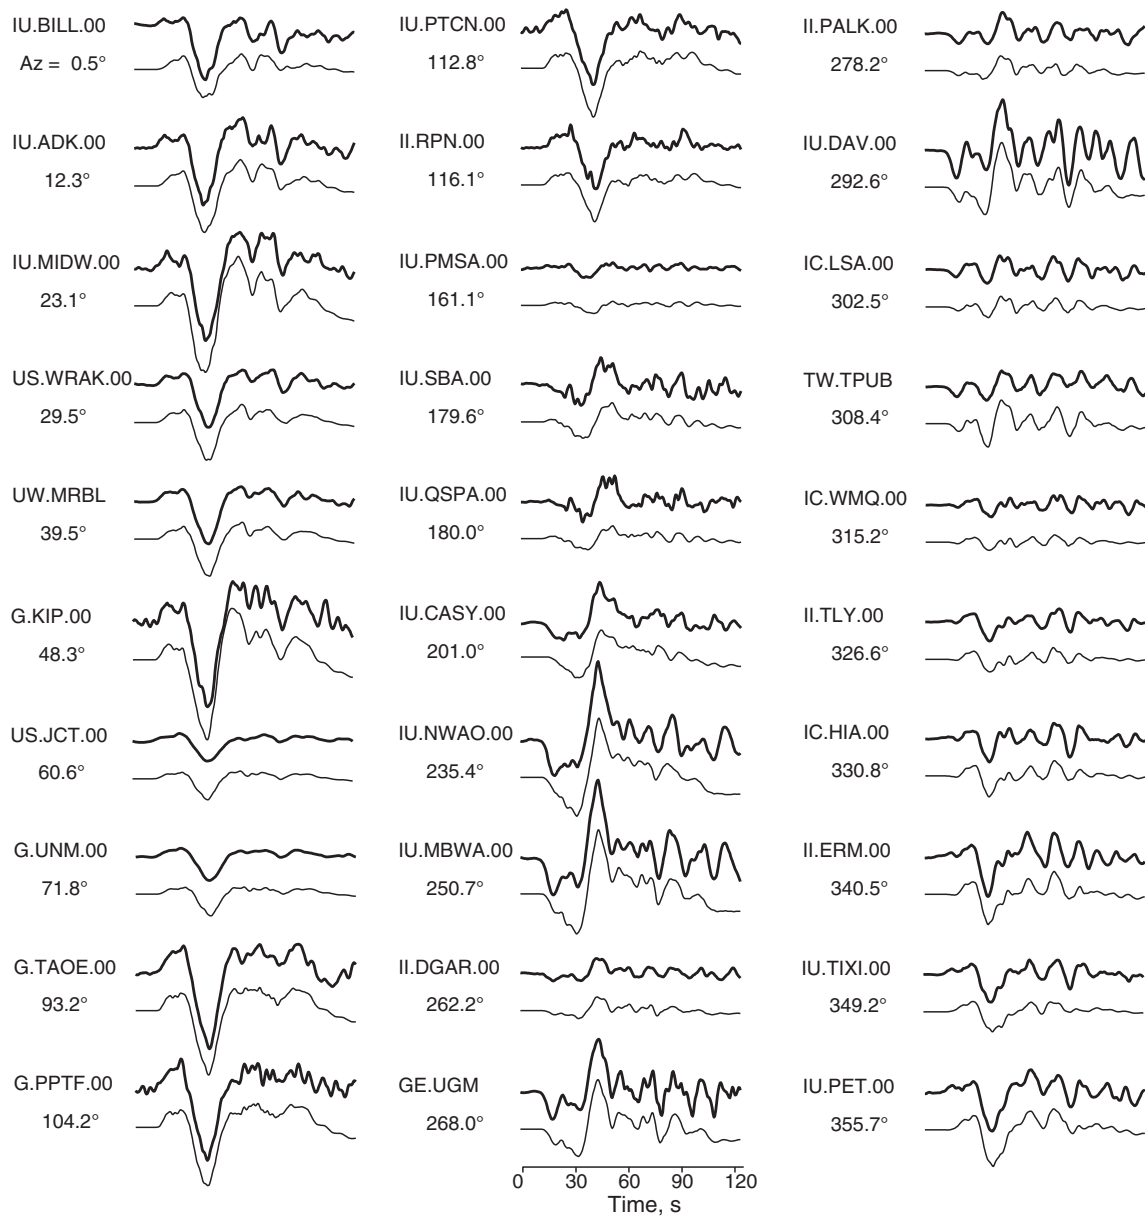 IU.BILL.00
Az = 0.5°
IU.ADK.00
12.3°
IU.MIDW.00
23.1°
US.WRAK.00
29.5°
UW.MRBL
39.5°
G.KIP.00
48.3°
US.JCT.00
60.6°
G.UNM.00
71.8°
G.TAOE.00
93.2°
G.PPTF.00
104.2°
IU.PTCN.00
112.8°
II.RPN.00
116.1°
IU.PMSA.00
161.1°
IU.SBA.00
179.6°
IU.QSPA.00
180.0°
IU.CASY.00
201.0°
IU.NWAO.00
235.4°
IU.MBWA.00
250.7°
II.DGAR.00
262.2°
GE.UGM
268.0°
0 30 60 90 120
Time, s
II.PALK.00
278.2°
IU.DAV.00
292.6°
IC.LSA.00
302.5°
TW.TPUB
308.4°
IC.WMQ.00
315.2°
II.TLY.00
326.6°
IC.HIA.00
330.8°
II.ERM.00
340.5°
IU.TIXI.00
349.2°
IU.PET.00
355.7°